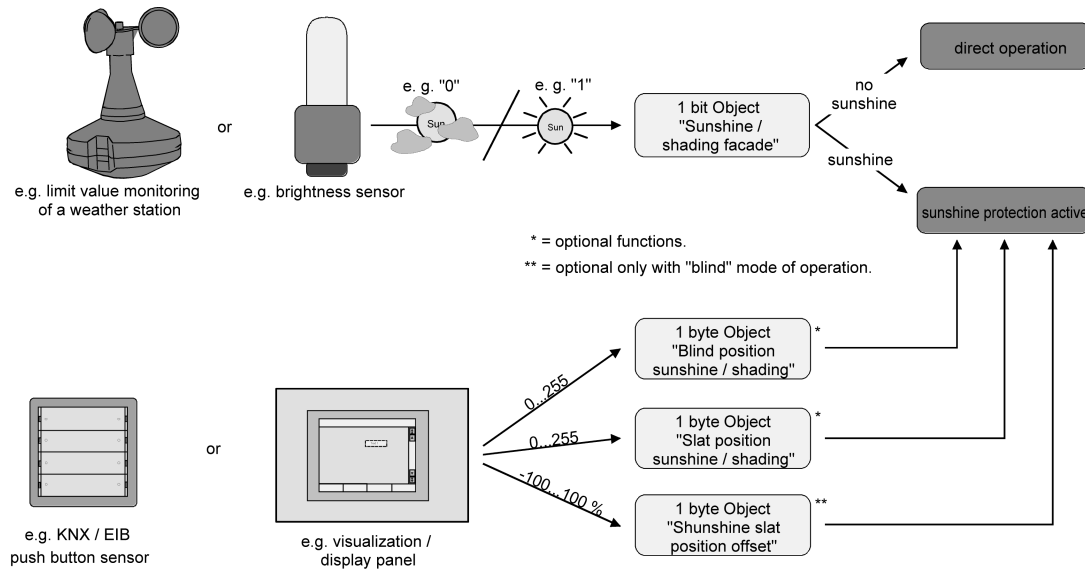 direct operation
e. g. "0"
e. g. "1"
no
sunshine
1 bit Object
"Sunshine /
shading facade"
or
Sun
Sun
sunshine
e.g. limit value monitoring
of a weather station
e.g. brightness sensor
sunshine protection active
* = optional functions.
** = optional only with "blind" mode of operation.
1 byte Object
"Blind position
sunshine / shading"
*
0...255
1 byte Object
"Slat position
sunshine / shading"
*
0...255
or
-100...100 %
1 byte Object
"Shunshine slat
position offset"
**
e.g. KNX / EIB
push button sensor
e.g. visualization /
display panel